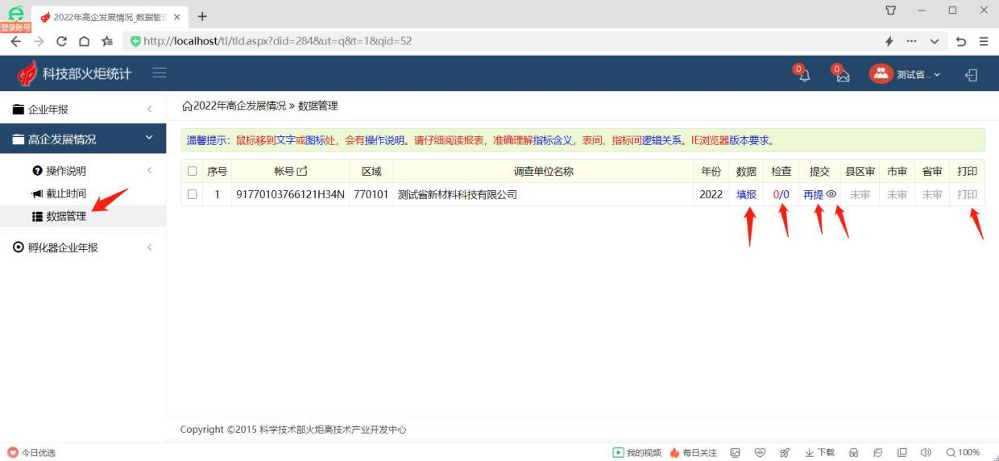 2022年高企发展情况_数据管理
登录账号
http://localhost/tl/tld.aspx?did=284&ut=q&t=1&qid=52
科技部火炬统计
0
0
测试省...
企业年报
高企发展情况
操作说明
截止时间
数据管理
孵化器企业年报
2022年高企发展情况 » 数据管理
温馨提示：鼠标移到文字或图标处，会有操作说明。请仔细阅读报表，准确理解指标含义，表间、指标间逻辑关系。IE浏览器版本要求。
序号 帐号 区域 调查单位名称 年份 数据 检查 提交 县区审 市审 省审 打印
1 91770103766121H34N 770101 测试省新材料科技有限公司 2022 填报 0/0 再提 未审 未审 未审 打印
Copyright ©2015 科学技术部火炬高技术产业开发中心
今日优选 我的视频 每日关注 下载 100%